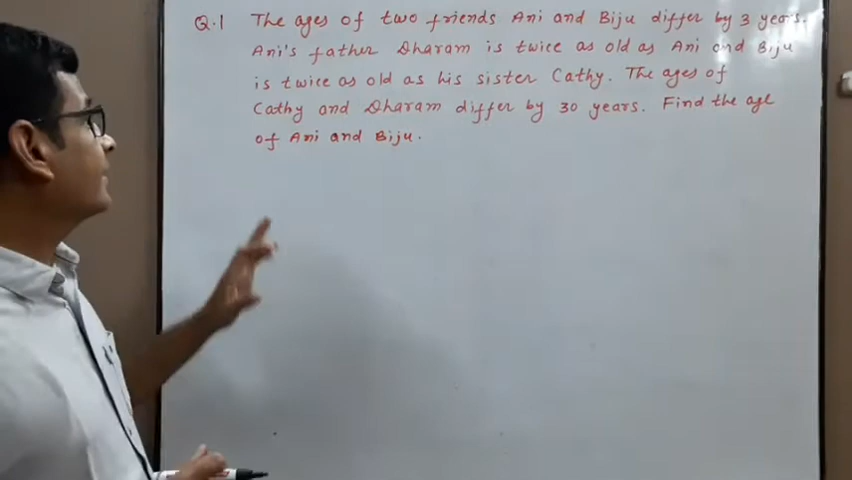 Q.1 The ages of two friends Ani and Biju differ by 3 years.
Ani's father Dharam is twice as old as Ani and Biju
is twice as old as his sister Cathy. The ages of
Cathy and Dharam differ by 30 years. Find the age
of Ani and Biju.